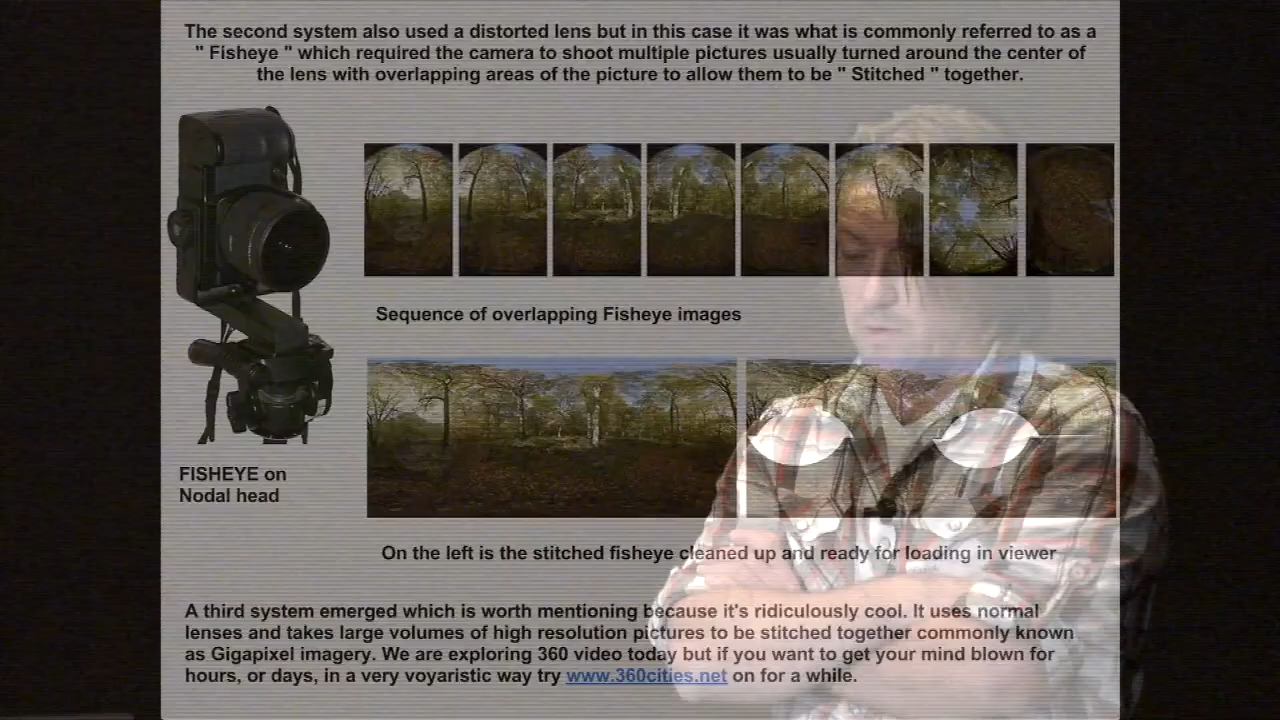 The second system also used a distorted lens but in this case it was what is commonly referred to as a
" Fisheye " which required the camera to shoot multiple pictures usually turned around the center of
the lens with overlapping areas of the picture to allow them to be " Stitched " together.
Sequence of overlapping Fisheye images
FISHEYE on
Nodal head
On the left is the stitched fisheye cleaned up and ready for loading in viewer
A third system emerged which is worth mentioning because it's ridiculously cool. It uses normal
lenses and takes large volumes of high resolution pictures to be stitched together commonly known
as Gigapixel imagery. We are exploring 360 video today but if you want to get your mind blown for
hours, or days, in a very voyaristic way try www.360cities.net on for a while.